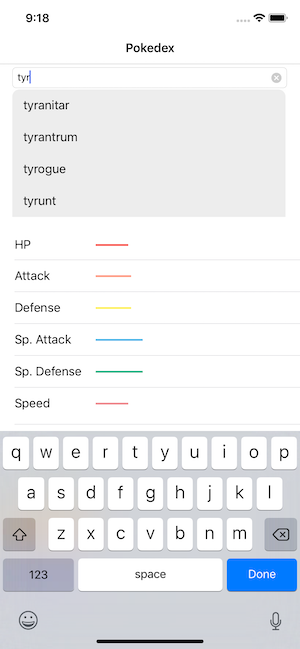 9:18
Pokedex
tyr
tyranitar
tyrantrum
tyrogue
tyrunt
HP
Attack
Defense
Sp. Attack
Sp. Defense
Speed
q w e r t y u i o p
a s d f g h j k l
z x c v b n m
123 space Done